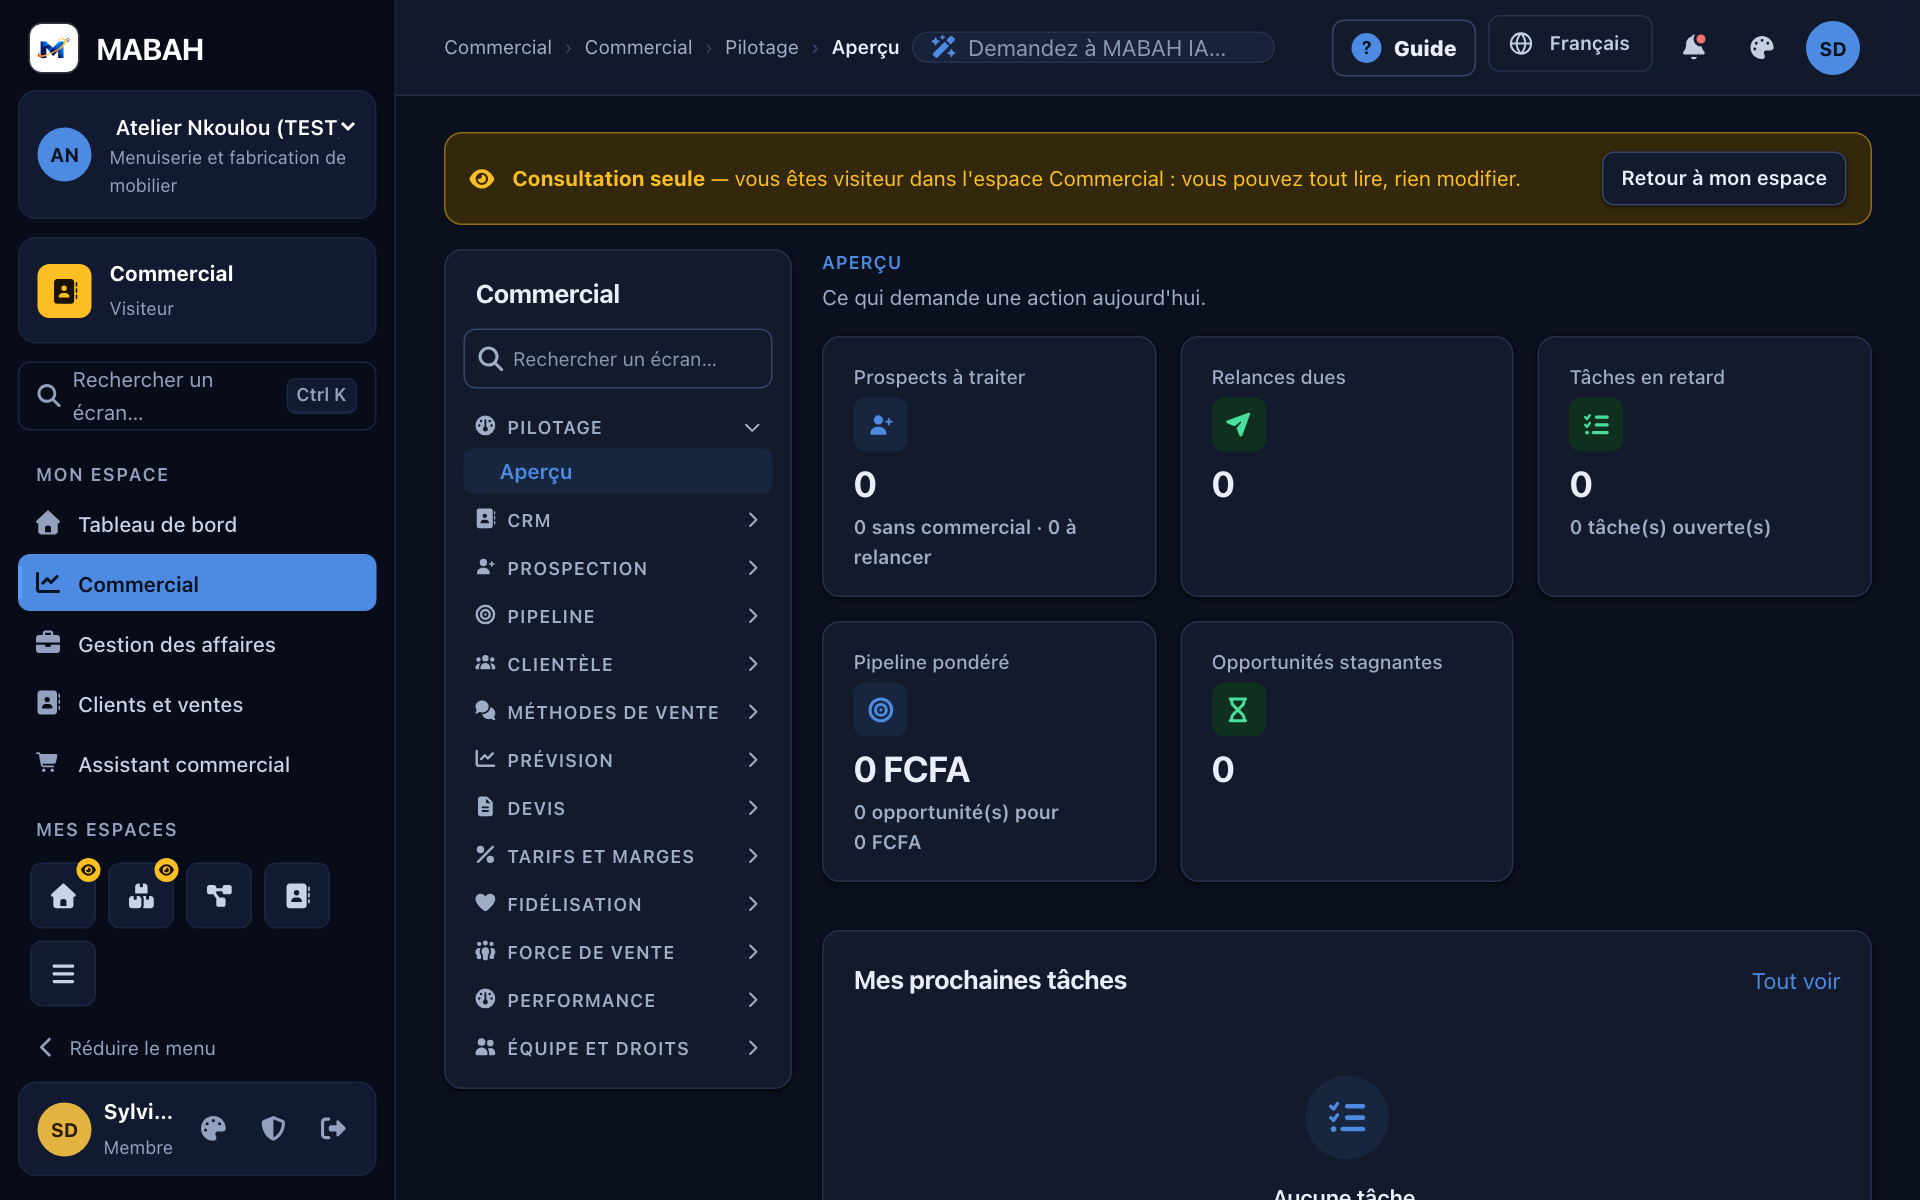 MABAH
AN
Atelier Nkoulou (TEST
Menuiserie et fabrication de
mobilier
Commercial
Visiteur
Rechercher un
écran...
Ctrl K
MON ESPACE
Tableau de bord
Commercial
Gestion des affaires
Clients et ventes
Assistant commercial
MES ESPACES
Réduire le menu
SD
Sylvi...
Membre
Commercial › Commercial › Pilotage › Aperçu
Demandez à MABAH IA...
? Guide
Français
SD
Consultation seule — vous êtes visiteur dans l'espace Commercial : vous pouvez tout lire, rien modifier.
Retour à mon espace
Commercial
Rechercher un écran...
PILOTAGE
Aperçu
CRM
PROSPECTION
PIPELINE
CLIENTÈLE
MÉTHODES DE VENTE
PRÉVISION
DEVIS
TARIFS ET MARGES
FIDÉLISATION
FORCE DE VENTE
PERFORMANCE
ÉQUIPE ET DROITS
APERÇU
Ce qui demande une action aujourd'hui.
Prospects à traiter
0
0 sans commercial · 0 à
relancer
Relances dues
0
Tâches en retard
0
0 tâche(s) ouverte(s)
Pipeline pondéré
0 FCFA
0 opportunité(s) pour
0 FCFA
Opportunités stagnantes
0
Mes prochaines tâches
Tout voir
Aucune tâche